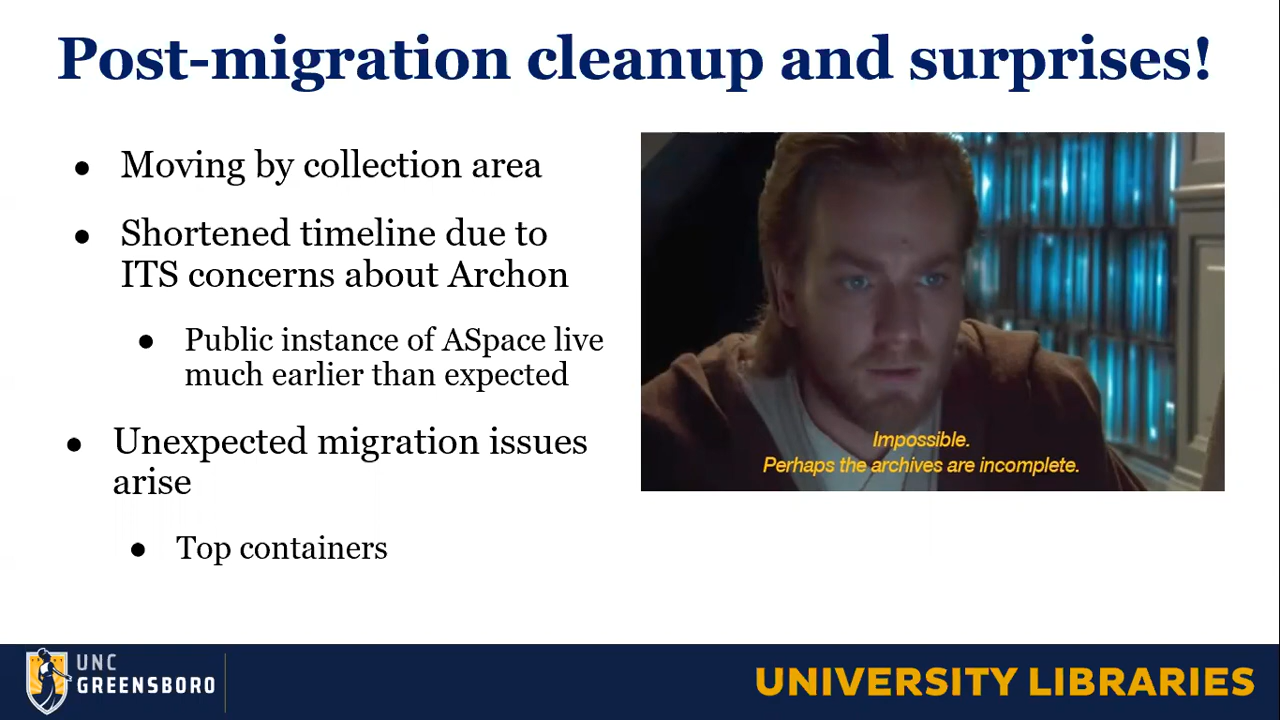 Post-migration cleanup and surprises!
● Moving by collection area
● Shortened timeline due to
ITS concerns about Archon
● Public instance of ASpace live
much earlier than expected
● Unexpected migration issues
arise
● Top containers
Impossible.
Perhaps the archives are incomplete.
UNC
GREENSBORO
UNIVERSITY LIBRARIES